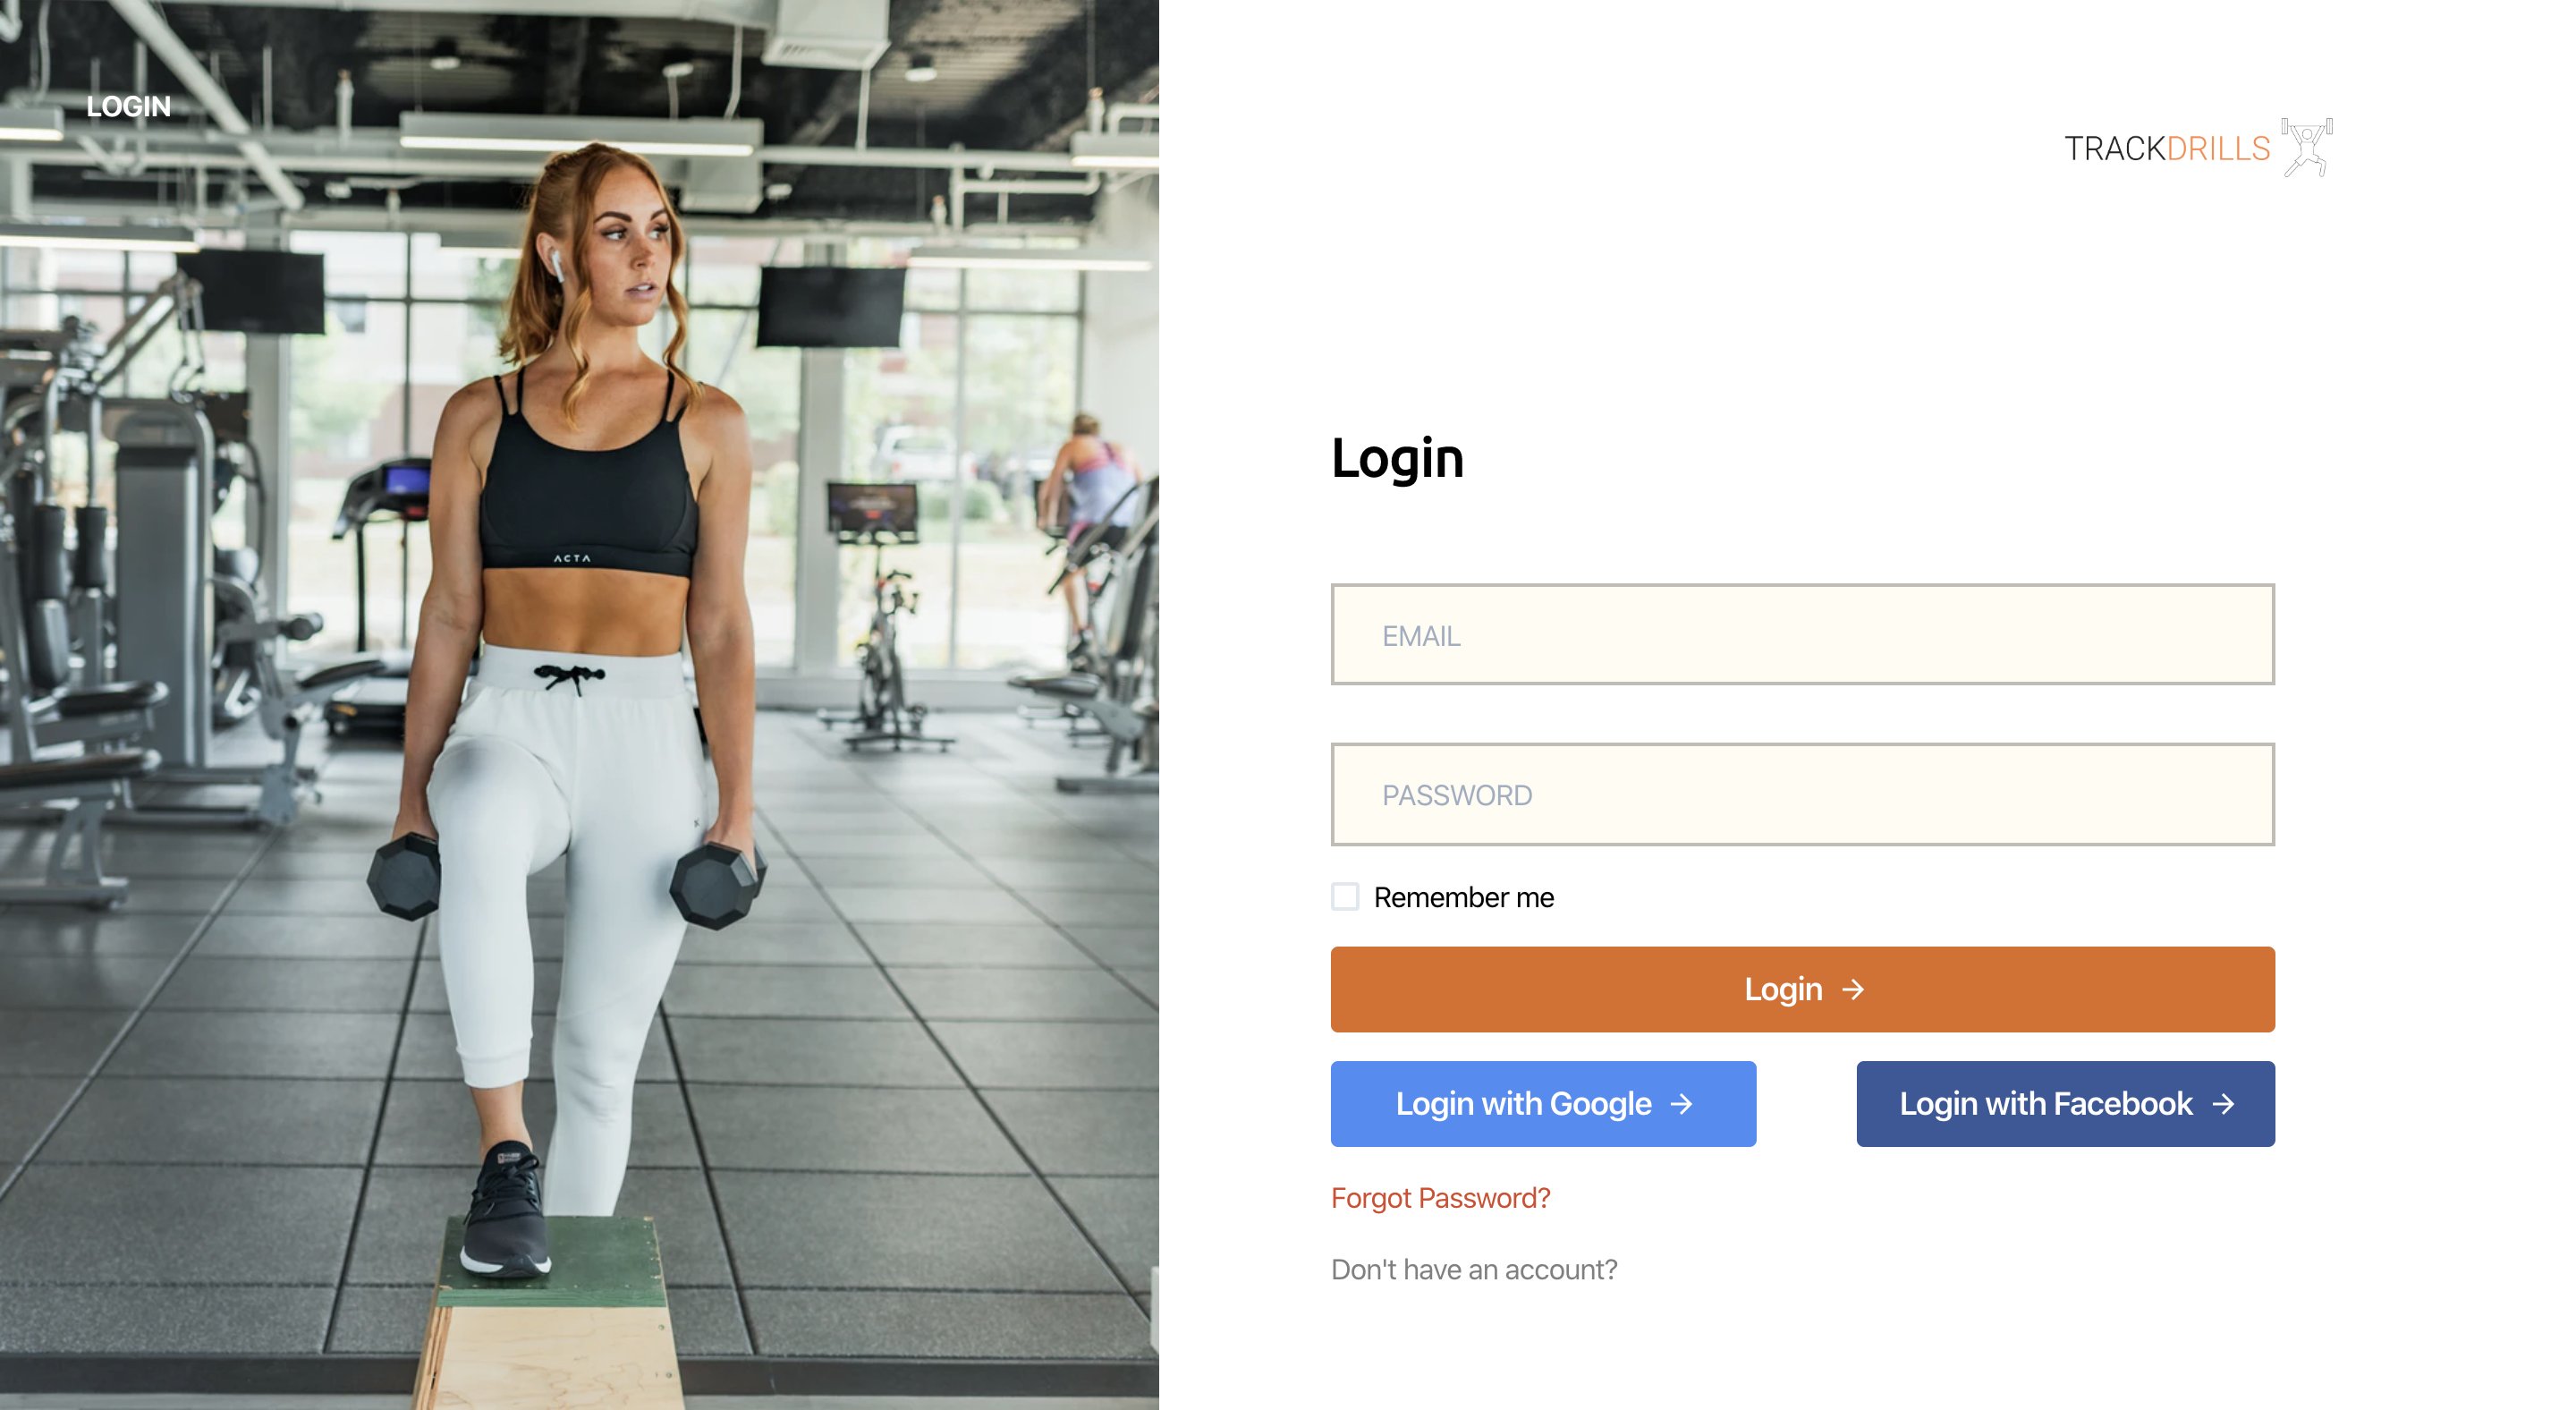 LOGIN
TRACKDRILLS
ACTA
Login
EMAIL
PASSWORD
Remember me
Login →
Login with Google →
Login with Facebook →
Forgot Password?
Don't have an account?